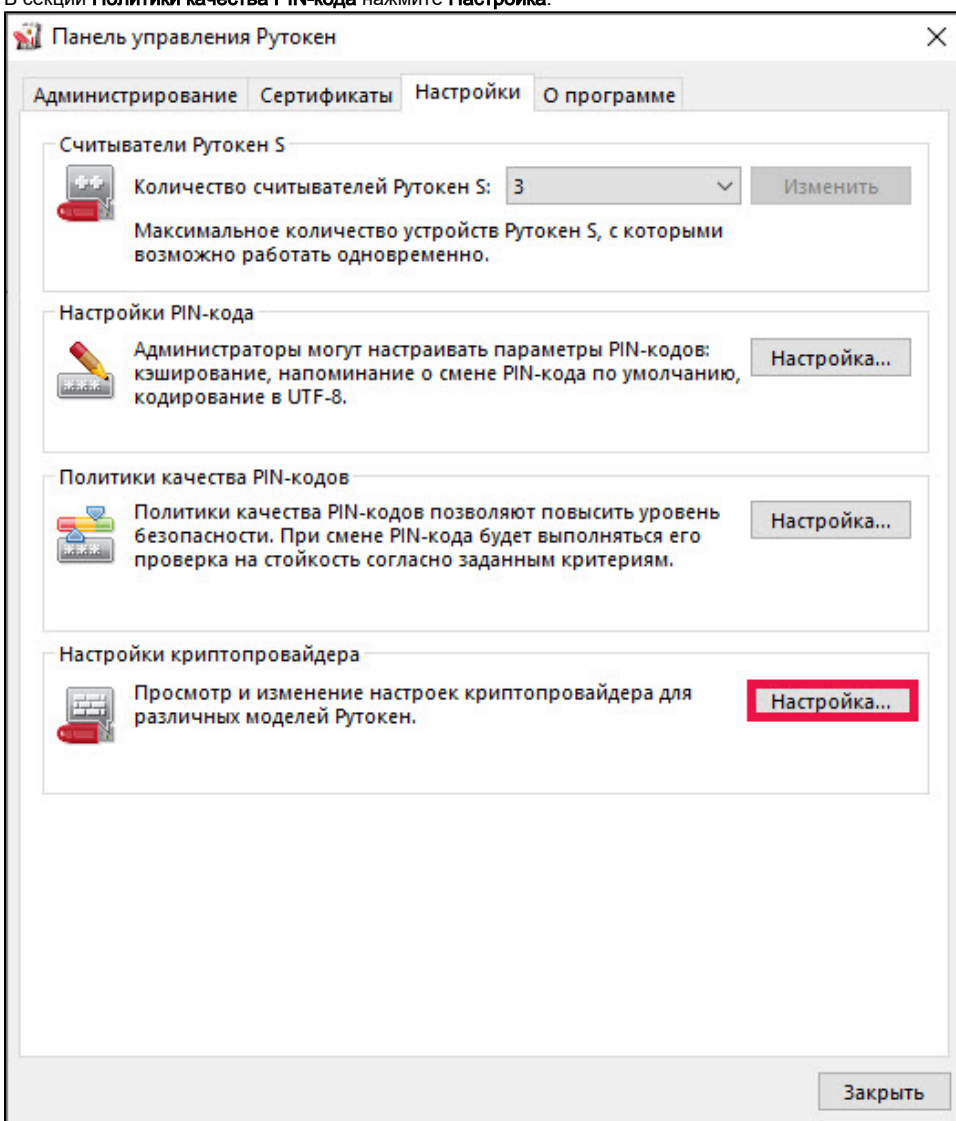 В секции Политики качества PIN-кода нажмите Настройка.
Панель управления Рутокен
Администрирование Сертификаты Настройки О программе
Считыватели Рутокен S
Количество считывателей Рутокен S: 3 Изменить
Максимальное количество устройств Рутокен S, с которыми
возможно работать одновременно.
Настройки PIN-кода
Администраторы могут настраивать параметры PIN-кодов:
кэширование, напоминание о смене PIN-кода по умолчанию,
кодирование в UTF-8.
Настройка...
Политики качества PIN-кодов
Политики качества PIN-кодов позволяют повысить уровень
безопасности. При смене PIN-кода будет выполняться его
проверка на стойкость согласно заданным критериям.
Настройка...
Настройки криптопровайдера
Просмотр и изменение настроек криптопровайдера для
различных моделей Рутокен.
Настройка...
Закрыть